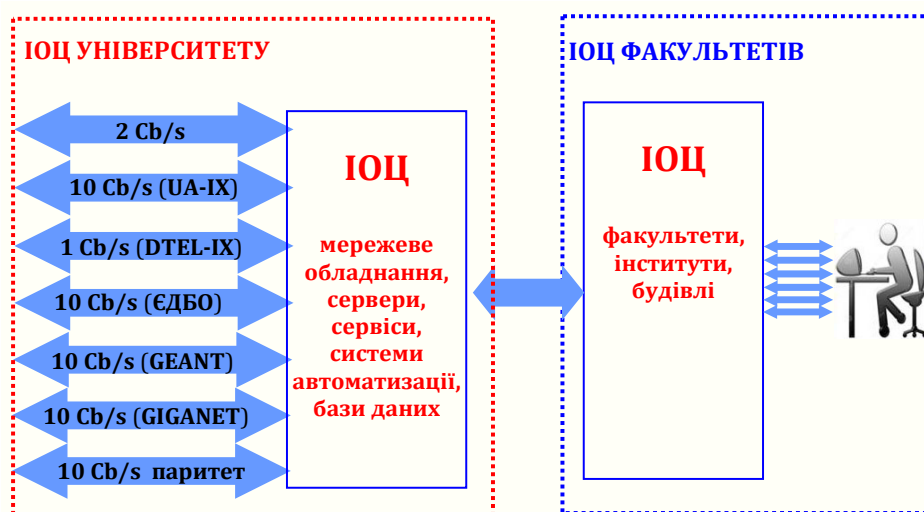 ІОЦ УНІВЕРСИТЕТУ
2 Cb/s
10 Cb/s (UA-IX)
1 Cb/s (DTEL-IX)
10 Cb/s (ЄДБО)
10 Cb/s (GEANT)
10 Cb/s (GIGANET)
10 Cb/s паритет
ІОЦ
мережеве
обладнання,
сервери,
сервіси,
системи
автоматизації,
бази даних
ІОЦ ФАКУЛЬТЕТІВ
ІОЦ
факультети,
інститути,
будівлі